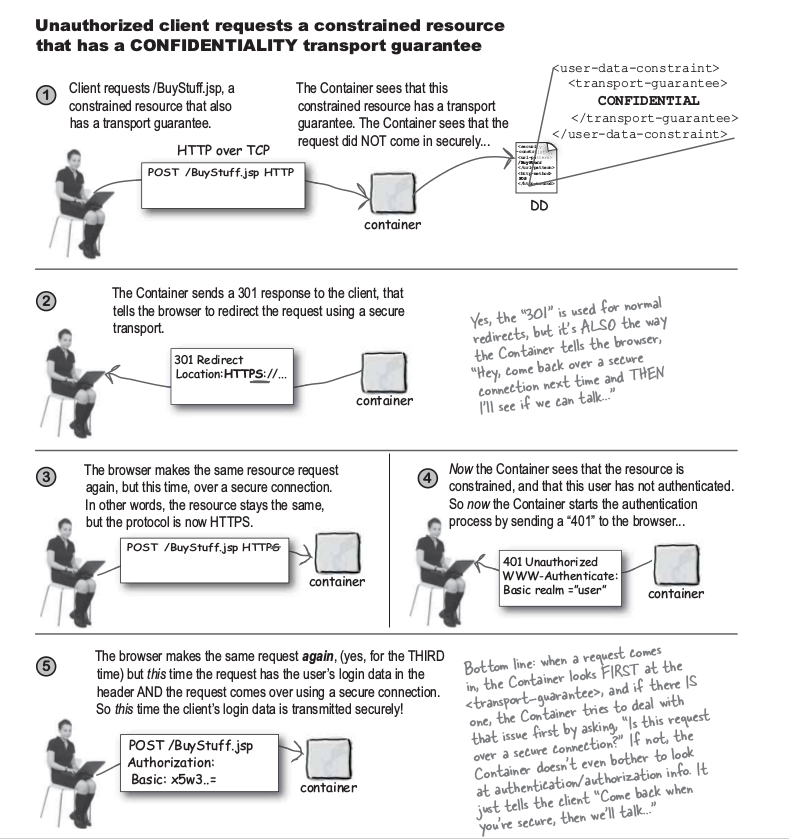 Unauthorized client requests a constrained resource
that has a CONFIDENTIALITY transport guarantee
1
Client requests /BuyStuff.jsp, a
constrained resource that also
has a transport guarantee.
The Container sees that this
constrained resource has a transport
guarantee. The Container sees that the
request did NOT come in securely...
<user-data-constraint>
<transport-guarantee>
CONFIDENTIAL
</transport-guarantee>
</user-data-constraint>
HTTP over TCP
POST /BuyStuff.jsp HTTP
container
DD
2
The Container sends a 301 response to the client, that
tells the browser to redirect the request using a secure
transport.
301 Redirect
Location:HTTPS://...
container
Yes, the "301" is used for normal
redirects, but it's ALSO the way
the Container tells the browser,
"Hey, come back over a secure
connection next time and THEN
I'll see if we can talk..."
3
The browser makes the same resource request
again, but this time, over a secure connection.
In other words, the resource stays the same,
but the protocol is now HTTPS.
POST /BuyStuff.jsp HTTPS
container
4
Now the Container sees that the resource is
constrained, and that this user has not authenticated.
So now the Container starts the authentication
process by sending a "401" to the browser...
401 Unauthorized
WWW-Authenticate:
Basic realm ="user"
container
5
The browser makes the same request again, (yes, for the THIRD
time) but this time the request has the user's login data in the
header AND the request comes over using a secure connection.
So this time the client's login data is transmitted securely!
POST /BuyStuff.jsp
Authorization:
Basic: x5w3..=
container
Bottom line: when a request comes
in, the Container looks FIRST at the
<transport-guarantee>, and if there IS
one, the Container tries to deal with
that issue first by asking, "Is this request
over a secure connection?" If not, the
Container doesn't even bother to look
at authentication/authorization info. It
just tells the client "Come back when
you're secure, then we'll talk..."